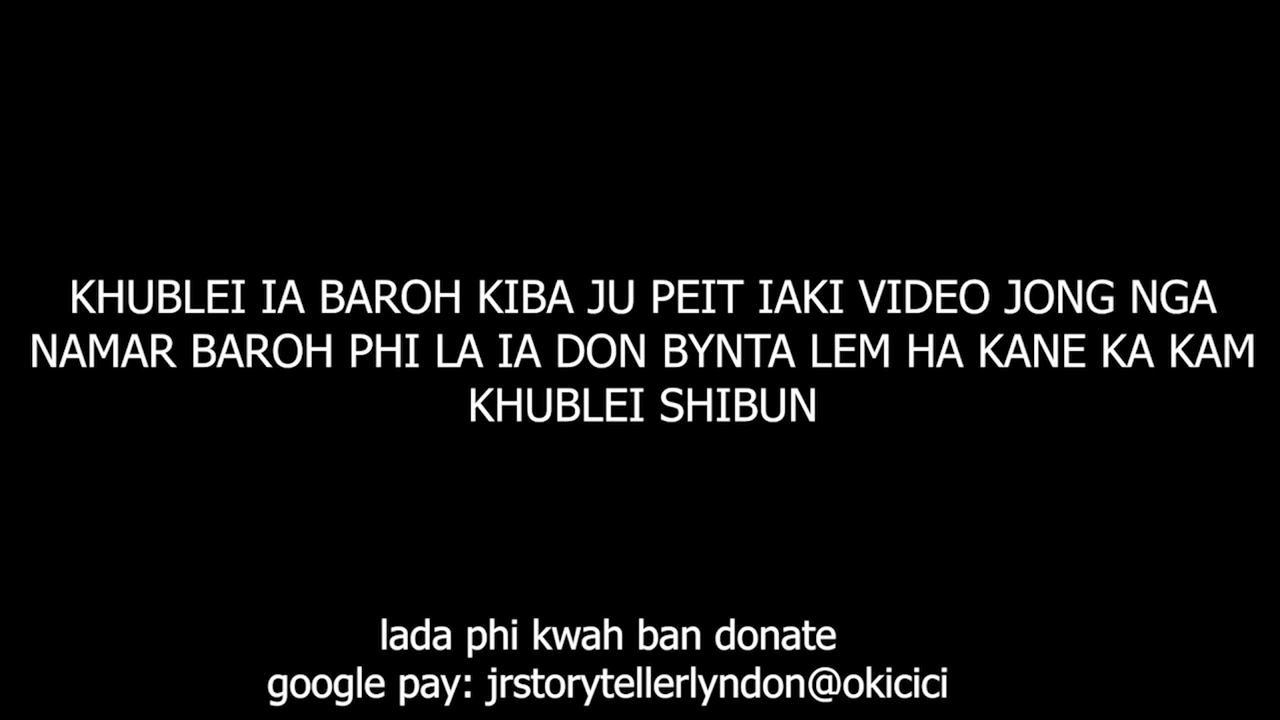 KHUBLEI IA BAROH KIBA JU PEIT IAKI VIDEO JONG NGA
NAMAR BAROH PHI LA IA DON BYNTA LEM HA KANE KA KAM
KHUBLEI SHIBUN
lada phi kwah ban donate
google pay: jrstorytellerlyndon@okicici